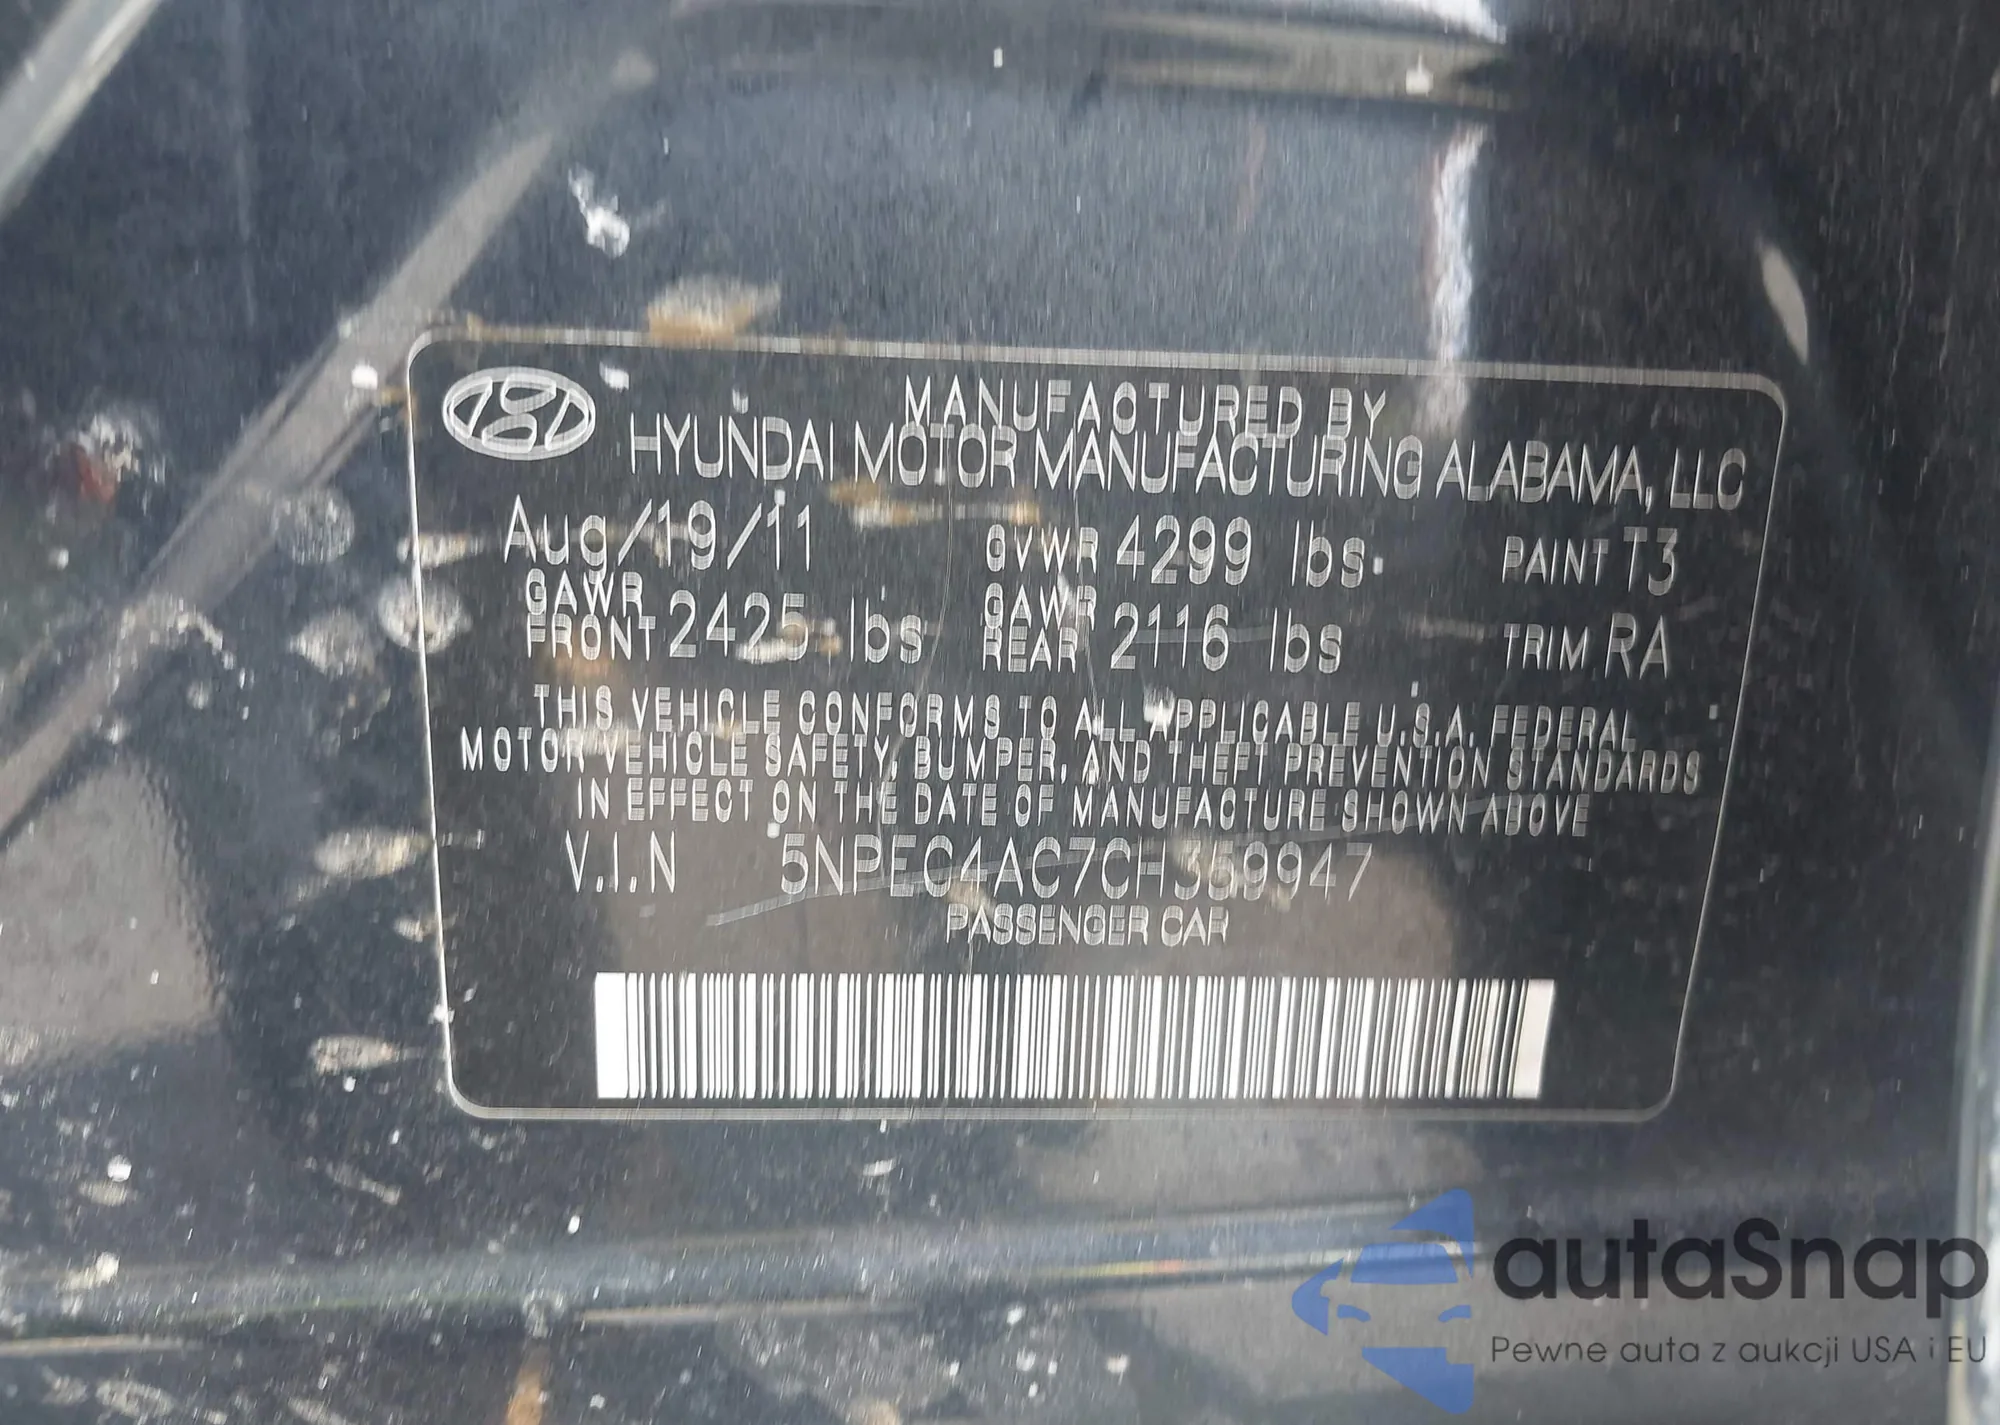 MANUFACTURED BY
HYUNDAI MOTOR MANUFACTURING ALABAMA, LLC
Aug/19/11 GVWR 4299 lbs. PAINT T3
GAWR FRONT 2425 lbs GAWR REAR 2116 lbs TRIM RA
THIS VEHICLE CONFORMS TO ALL APPLICABLE U.S.A. FEDERAL
MOTOR VEHICLE SAFETY, BUMPER, AND THEFT PREVENTION STANDARDS
IN EFFECT ON THE DATE OF MANUFACTURE SHOWN ABOVE
V.I.N 5NPEC4AC7CH359947
PASSENGER CAR
autaSnap
Pewne auta z aukcji USA i EU